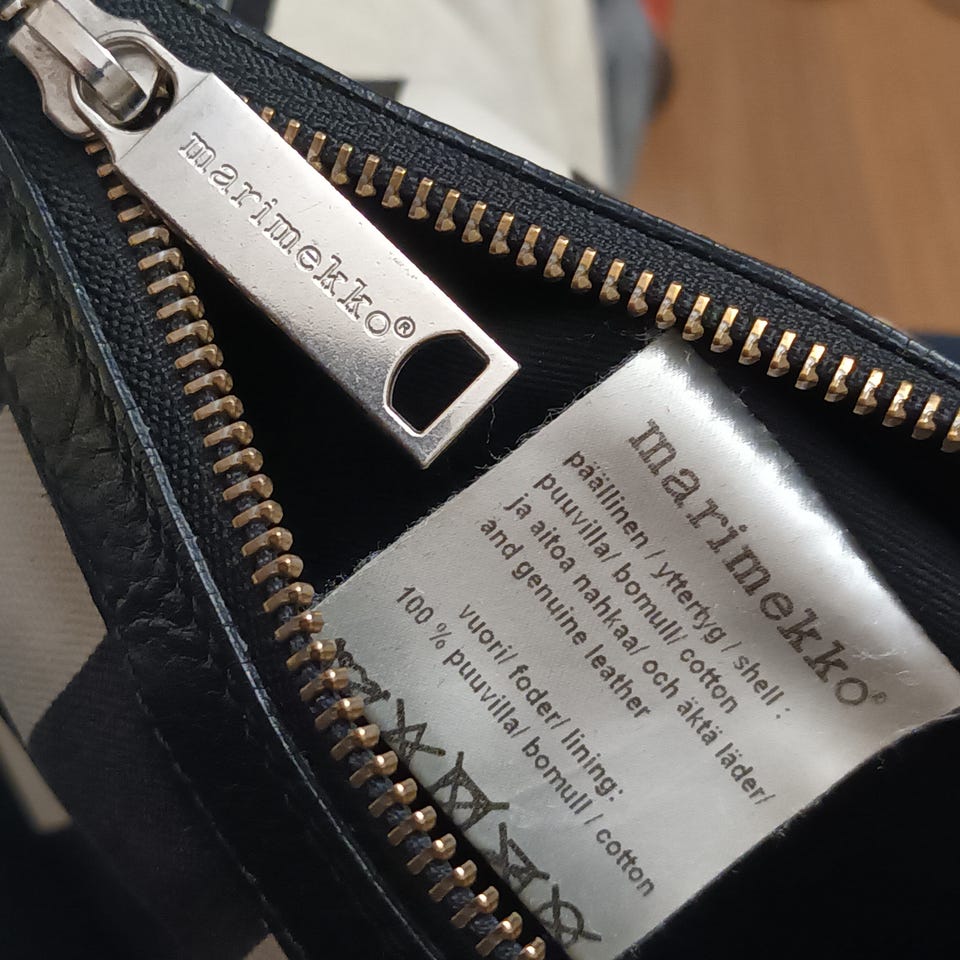 marimekko®
marimekko®
päällinen / yttertyg / shell :
puuvilla/ bomull/ cotton
ja aitoa nahkaa/ och äktä läder/
and genuine leather
vuori/ foder/ lining:
100 % puuvilla/ bomull / cotton